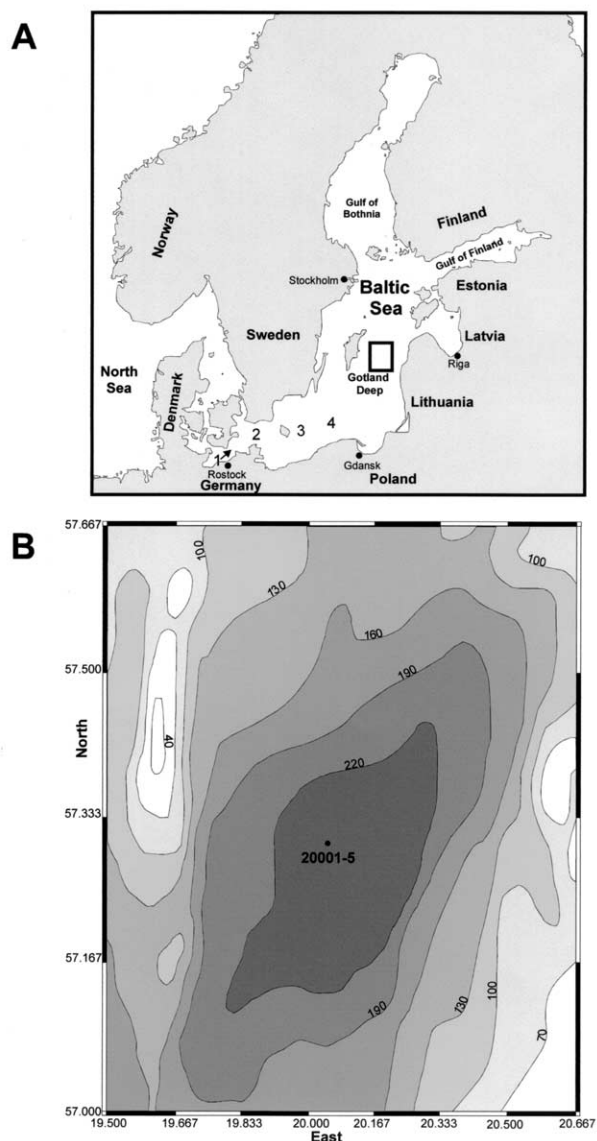 A
Norway
Gulf of
Bothnia
Finland
Gulf of Finland
Stockholm
Baltic
Sea
Estonia
Sweden
Latvia
Riga
North
Sea
Denmark
Gotland
Deep
Lithuania
1
2
3
4
Rostock
Germany
Gdansk
Poland
B
57.667
57.500
57.333
57.167
57.000
North
100
130
160
190
220
100
40
20001-5
190
130
100
70
19.500
19.667
19.833
20.000
20.167
20.333
20.500
20.667
East